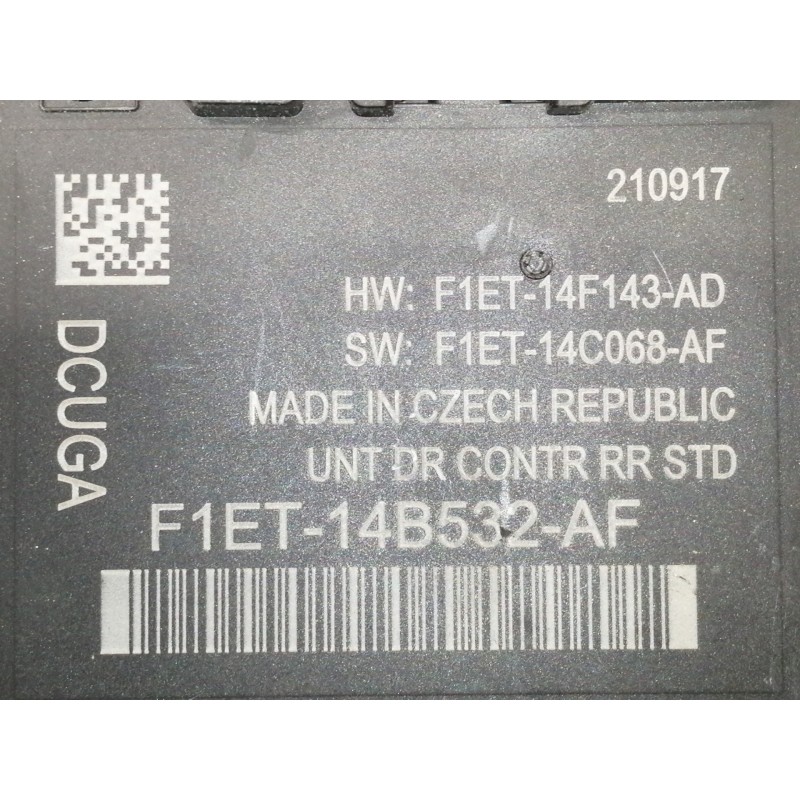 210917
HW: F1ET-14F143-AD
SW: F1ET-14C068-AF
MADE IN CZECH REPUBLIC
UNT DR CONTR RR STD
DCUGA
F1ET-14B532-AF